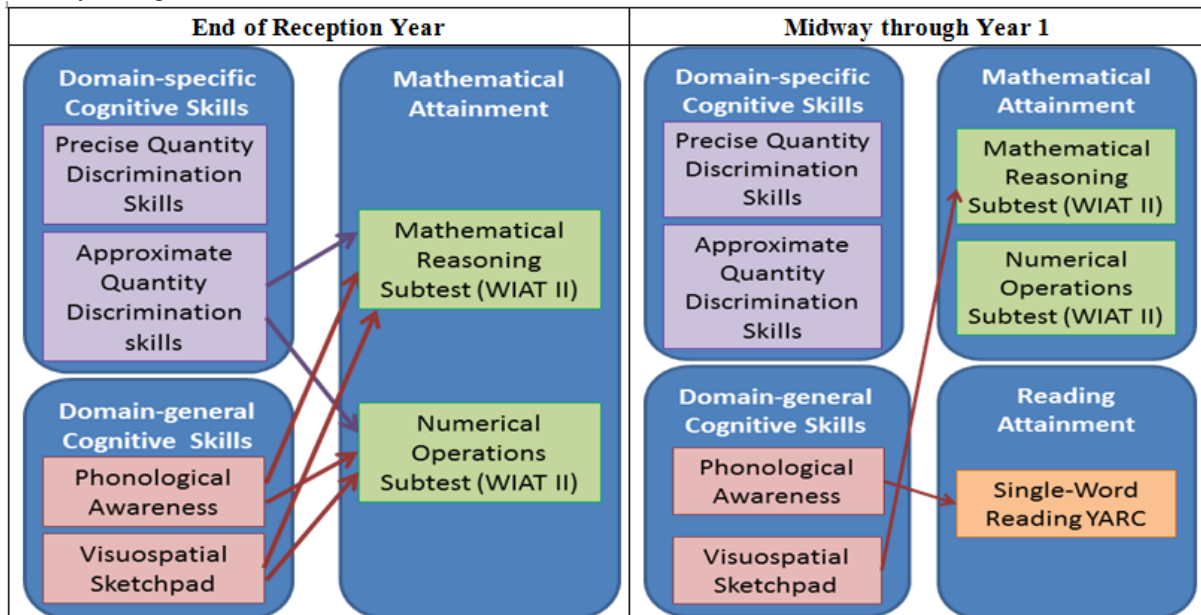 End of Reception Year
Domain-specific
Cognitive Skills
Precise Quantity
Discrimination
Skills
Approximate
Quantity
Discrimination
skills
Domain-general
Cognitive Skills
Phonological
Awareness
Visuospatial
Sketchpad
Mathematical
Attainment
Mathematical
Reasoning
Subtest (WIAT II)
Numerical
Operations
Subtest (WIAT II)
Midway through Year 1
Domain-specific
Cognitive Skills
Precise Quantity
Discrimination
Skills
Approximate
Quantity
Discrimination
Skills
Domain-general
Cognitive Skills
Phonological
Awareness
Visuospatial
Sketchpad
Mathematical
Attainment
Mathematical
Reasoning
Subtest (WIAT II)
Numerical
Operations
Subtest (WIAT II)
Reading
Attainment
Single-Word
Reading YARC